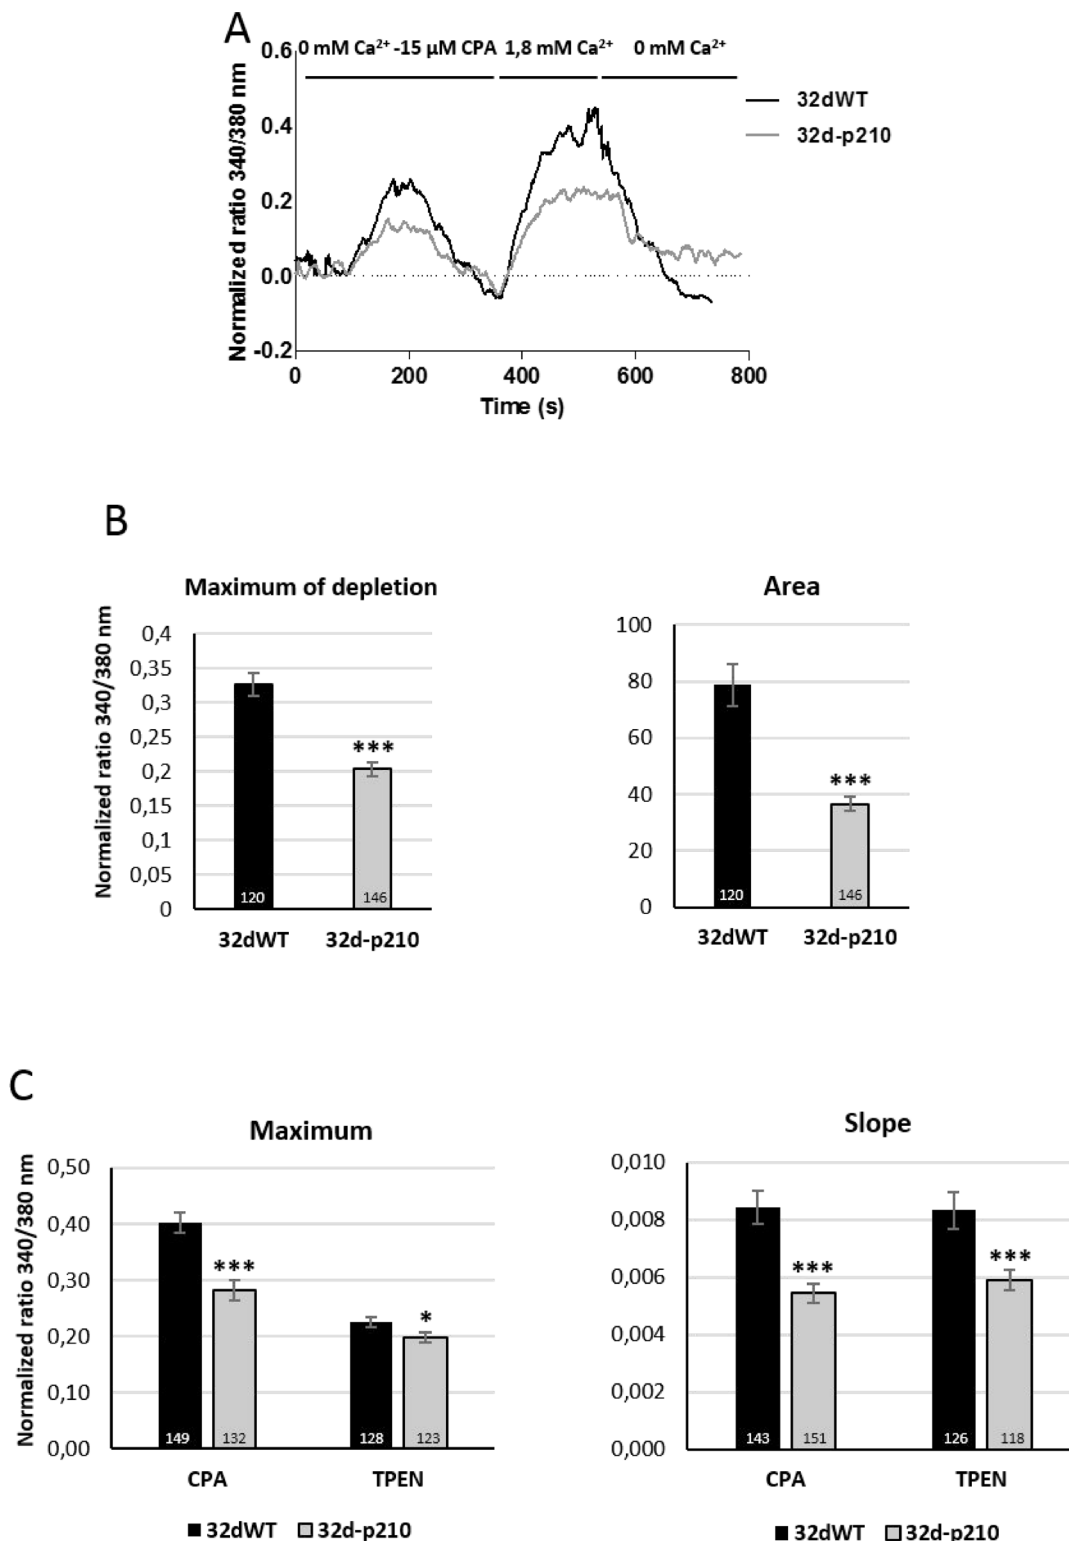 A
0 mM Ca²⁺ -15 µM CPA 1,8 mM Ca²⁺ 0 mM Ca²⁺
Normalized ratio 340/380 nm
0.6
0.4
0.2
0.0
-0.2
0 200 400 600 800
Time (s)
32dWT
32d-p210
B
Maximum of depletion
Normalized ratio 340/380 nm
0,4
0,35
0,3
0,25
0,2
0,15
0,1
0,05
0
***
120 146
32dWT 32d-p210
Area
100
80
60
40
20
0
***
120 146
32dWT 32d-p210
C
Maximum
Normalized ratio 340/380 nm
0,50
0,40
0,30
0,20
0,10
0,00
*** *
149 132 128 123
CPA TPEN
32dWT 32d-p210
Slope
0,010
0,008
0,006
0,004
0,002
0,000
*** ***
143 151 126 118
CPA TPEN
32dWT 32d-p210